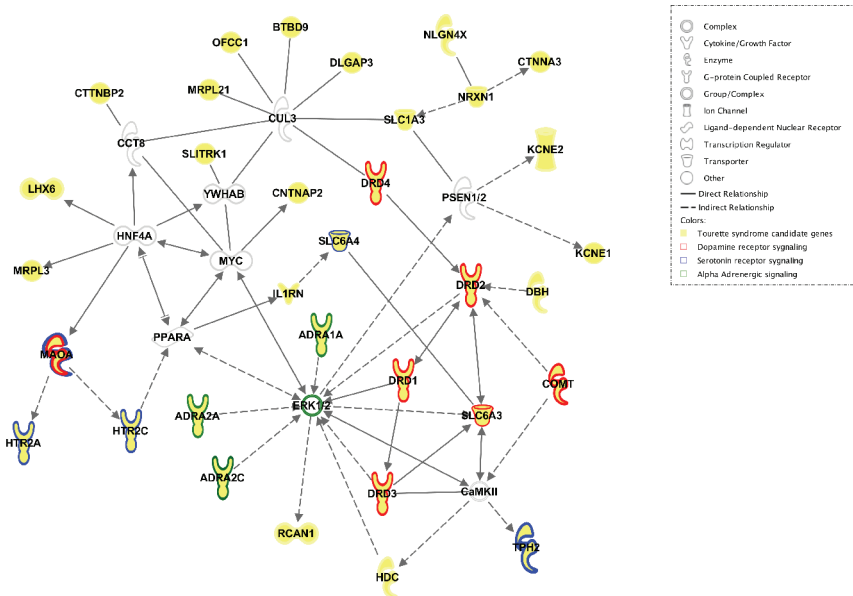 BTBD9
OFCC1
NLGN4X
DLGAP3
CTNNA3
CTTNBP2
MRPL21
NRXN1
CUL3
SLC1A3
CCT8
KCNE2
SLITRK1
DRD4
LHX6
YWHAB
CNTNAP2
PSEN1/2
HNF4A
SLC6A4
KCNE1
MRPL3
MYC
IL1RN
DRD2
DBH
PPARA
ADRA1A
MAOA
DRD1
COMT
ERK1/2
ADRA2A
SLC6A3
HTR2A
HTR2C
ADRA2C
DRD3
CaMKII
RCAN1
TPH2
HDC
Complex
Cytokine/Growth Factor
Enzyme
G-protein Coupled Receptor
Group/Complex
Ion Channel
Ligand-dependent Nuclear Receptor
Transcription Regulator
Transporter
Other
Direct Relationship
Indirect Relationship
Colors:
Tourette syndrome candidate genes
Dopamine receptor sygnaling
Serotonin receptor sygnaling
Alpha Adrenergic signaling